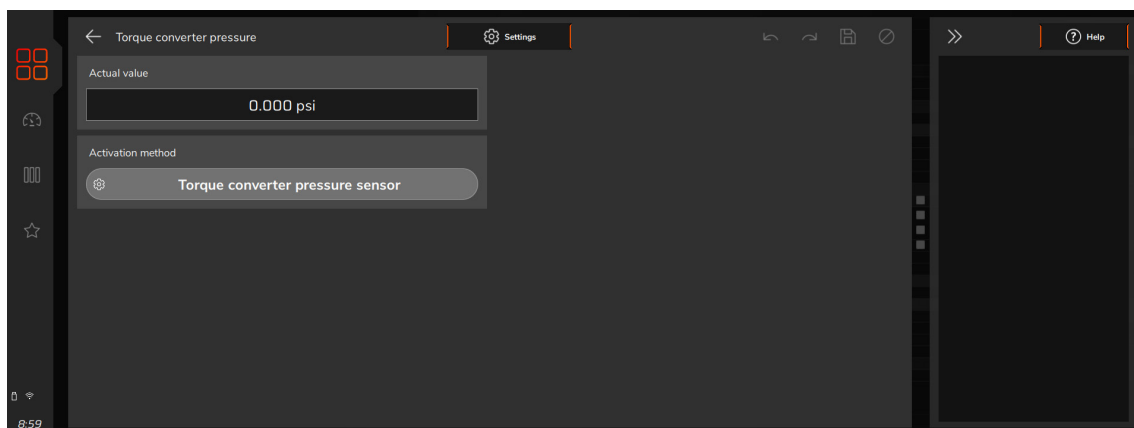 Torque converter pressure
Settings
Help
Actual value
0.000 psi
Activation method
Torque converter pressure sensor
8:59